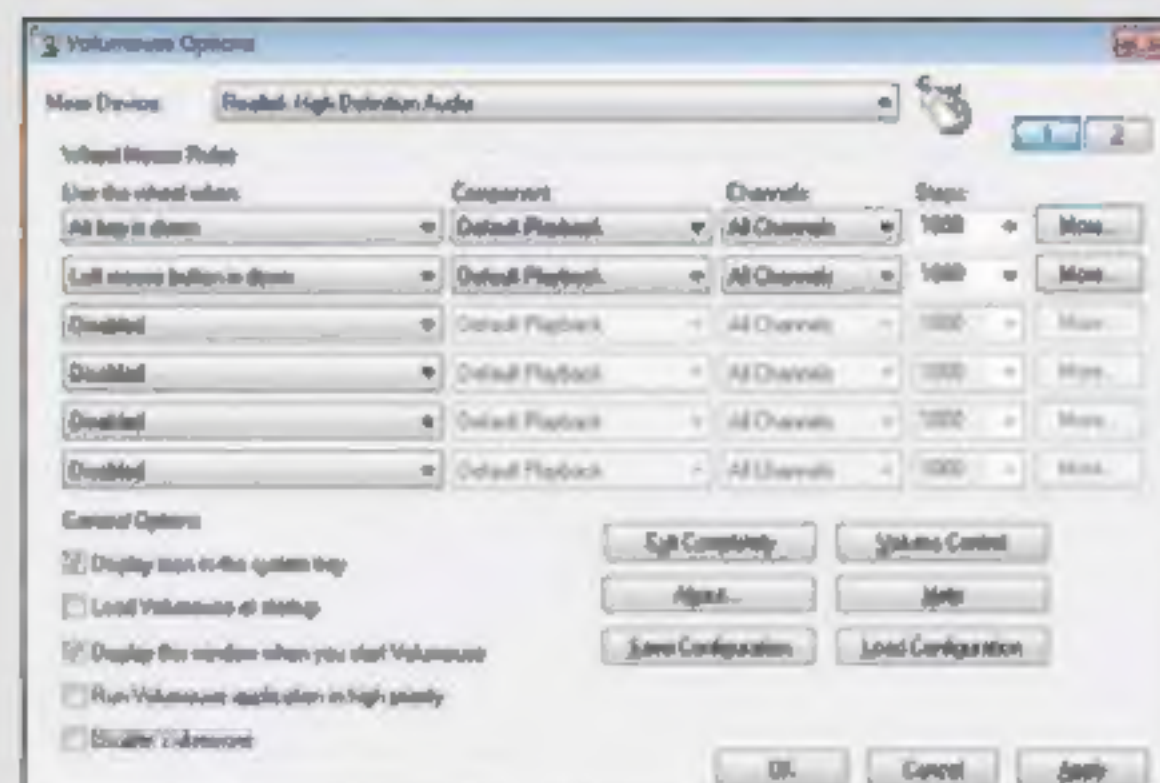 Volumouse Options
Mixer Device: Realtek High Definition Audio
1 2
Wheel Mouse Rules
Use the wheel when: Component Channels Steps:
Alt key is down Default Playback All Channels 1000 More...
Left mouse button is down Default Playback All Channels 1000 More...
Disabled Default Playback All Channels 1000 More...
Disabled Default Playback All Channels 1000 More...
Disabled Default Playback All Channels 1000 More...
Disabled Default Playback All Channels 1000 More...
General Options
Display icon in the system tray
Load Volumouse at startup
Display this window when you start Volumouse
Run Volumouse application in high priority
Disable Volumouse
Exit Completely Volume Control
About... Help
Save Configuration Load Configuration
OK Cancel Apply